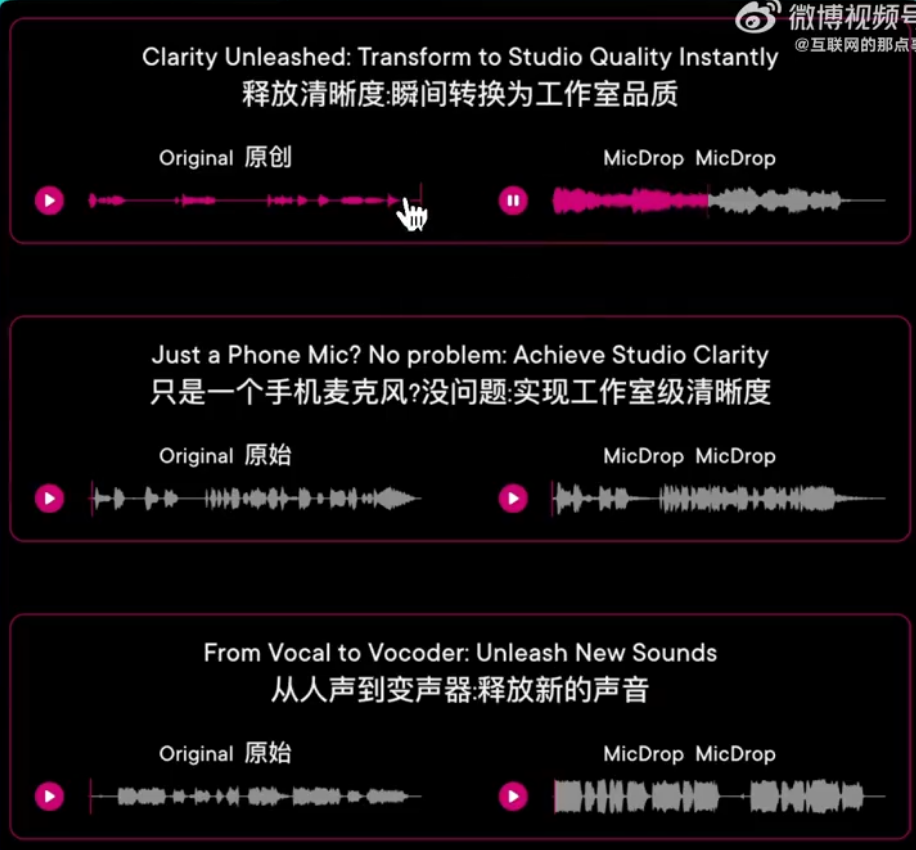 微博视频号
@互联网的那点事
Clarity Unleashed: Transform to Studio Quality Instantly
释放清晰度:瞬间转换为工作室品质
Original 原创
MicDrop MicDrop
Just a Phone Mic? No problem: Achieve Studio Clarity
只是一个手机麦克风?没问题:实现工作室级清晰度
Original 原始
MicDrop MicDrop
From Vocal to Vocoder: Unleash New Sounds
从人声到变声器:释放新的声音
Original 原始
MicDrop MicDrop